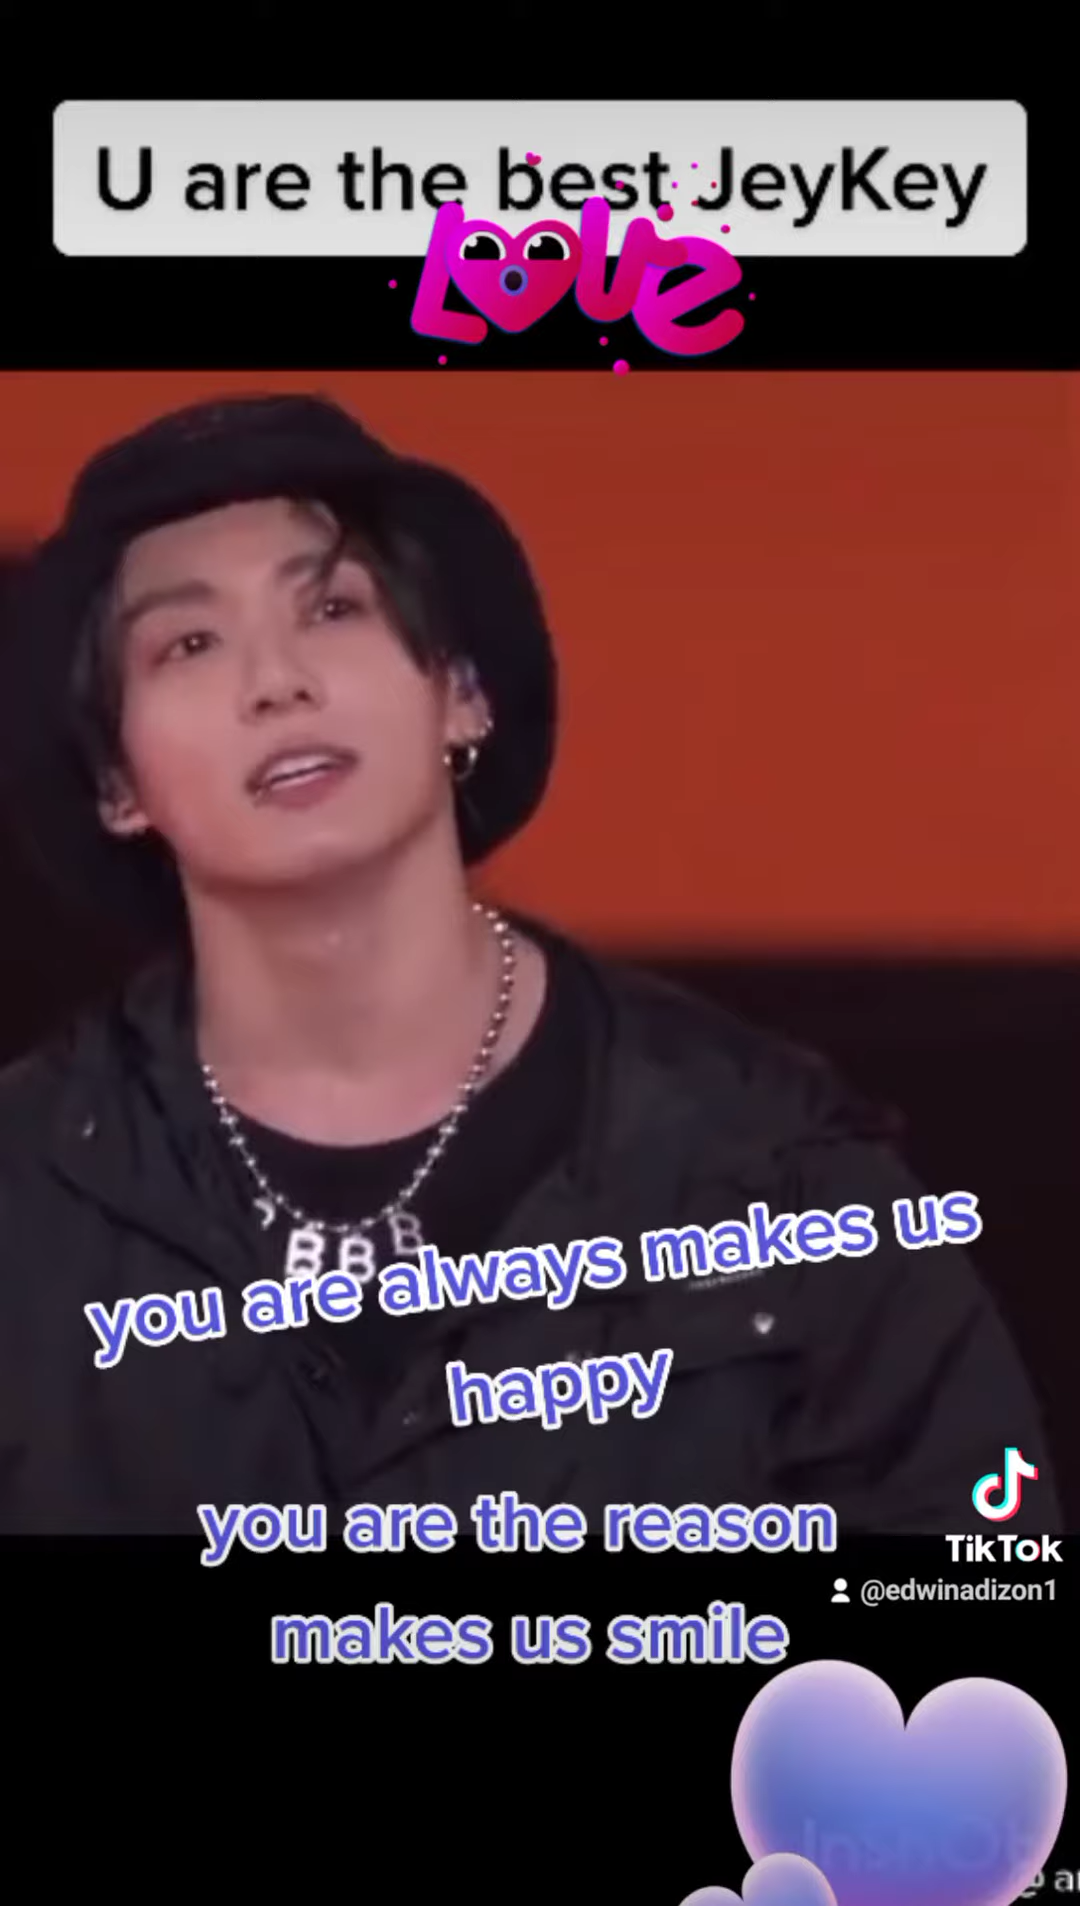 U are the best JeyKey
LOVE
B B B
you are always makes us
happy
you are the reason
makes us smile
TikTok
@edwinadizon1